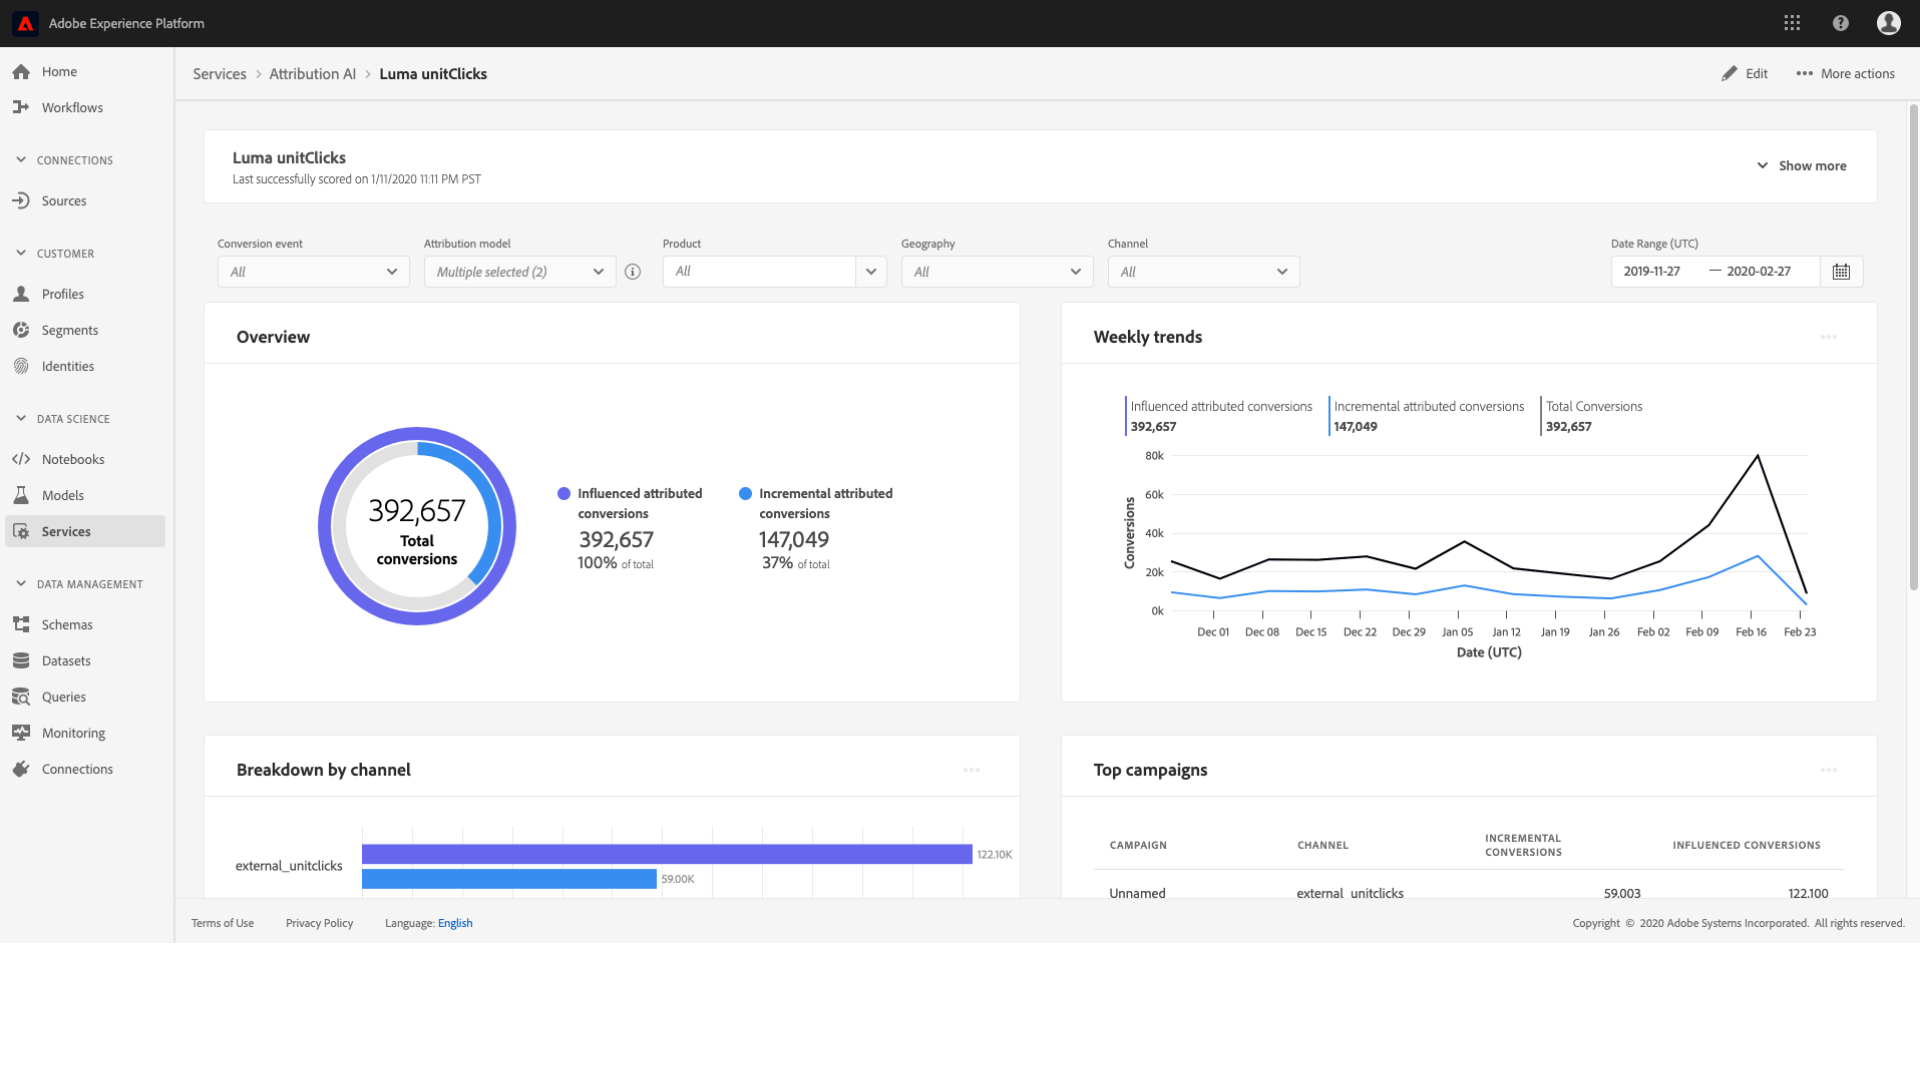 Adobe Experience Platform
Home
Workflows
CONNECTIONS
Sources
CUSTOMER
Profiles
Segments
Identities
DATA SCIENCE
Notebooks
Models
Services
DATA MANAGEMENT
Schemas
Datasets
Queries
Monitoring
Connections
Services > Attribution AI > Luma unitClicks
Edit
More actions
Luma unitClicks
Last successfully scored on 1/11/2020 11:11 PM PST
Show more
Conversion event
All
Attribution model
Multiple selected (2)
Product
All
Geography
All
Channel
All
Date Range (UTC)
2019-11-27 — 2020-02-27
Overview
392,657
Total
conversions
Influenced attributed
conversions
392,657
100% of total
Incremental attributed
conversions
147,049
37% of total
Weekly trends
Influenced attributed conversions
392,657
Incremental attributed conversions
147,049
Total Conversions
392,657
Conversions
80k
60k
40k
20k
0k
Dec 01 Dec 08 Dec 15 Dec 22 Dec 29 Jan 05 Jan 12 Jan 19 Jan 26 Feb 02 Feb 09 Feb 16 Feb 23
Date (UTC)
Breakdown by channel
external_unitclicks
122.10K
59.00K
Top campaigns
CAMPAIGN CHANNEL INCREMENTAL CONVERSIONS INFLUENCED CONVERSIONS
Unnamed external_unitclicks 59,003 122,100
Terms of Use Privacy Policy Language: English
Copyright © 2020 Adobe Systems Incorporated. All rights reserved.